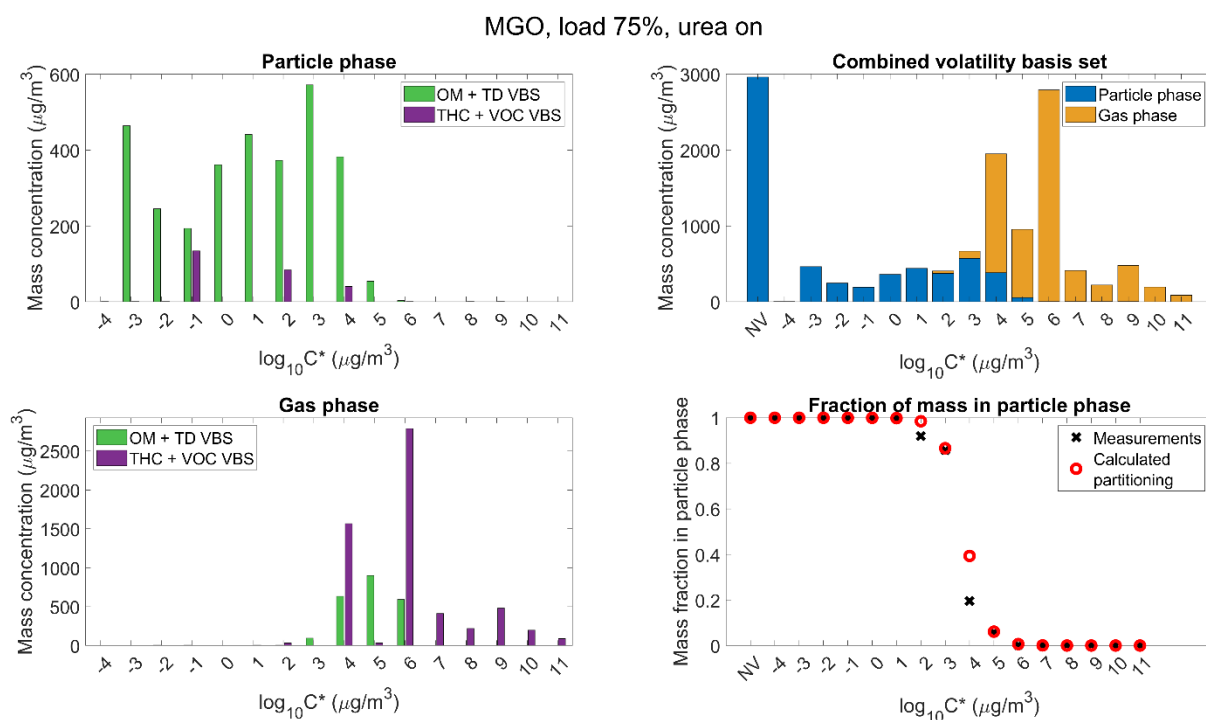 MGO, load 75%, urea on
Particle phase
Mass concentration (μg/m³)
600
400
200
0
OM + TD VBS
THC + VOC VBS
-4 -3 -2 -1 0 1 2 3 4 5 6 7 8 9 10 11
log₁₀C* (μg/m³)
Combined volatility basis set
Mass concentration (μg/m³)
3000
2000
1000
0
Particle phase
Gas phase
NV -4 -3 -2 -1 0 1 2 3 4 5 6 7 8 9 10 11
log₁₀C* (μg/m³)
Gas phase
Mass concentration (μg/m³)
2500
2000
1500
1000
500
0
OM + TD VBS
THC + VOC VBS
-4 -3 -2 -1 0 1 2 3 4 5 6 7 8 9 10 11
log₁₀C* (μg/m³)
Fraction of mass in particle phase
Mass fraction in particle phase
1
0.8
0.6
0.4
0.2
0
Measurements
Calculated
partitioning
NV -4 -3 -2 -1 0 1 2 3 4 5 6 7 8 9 10 11
log₁₀C* (μg/m³)